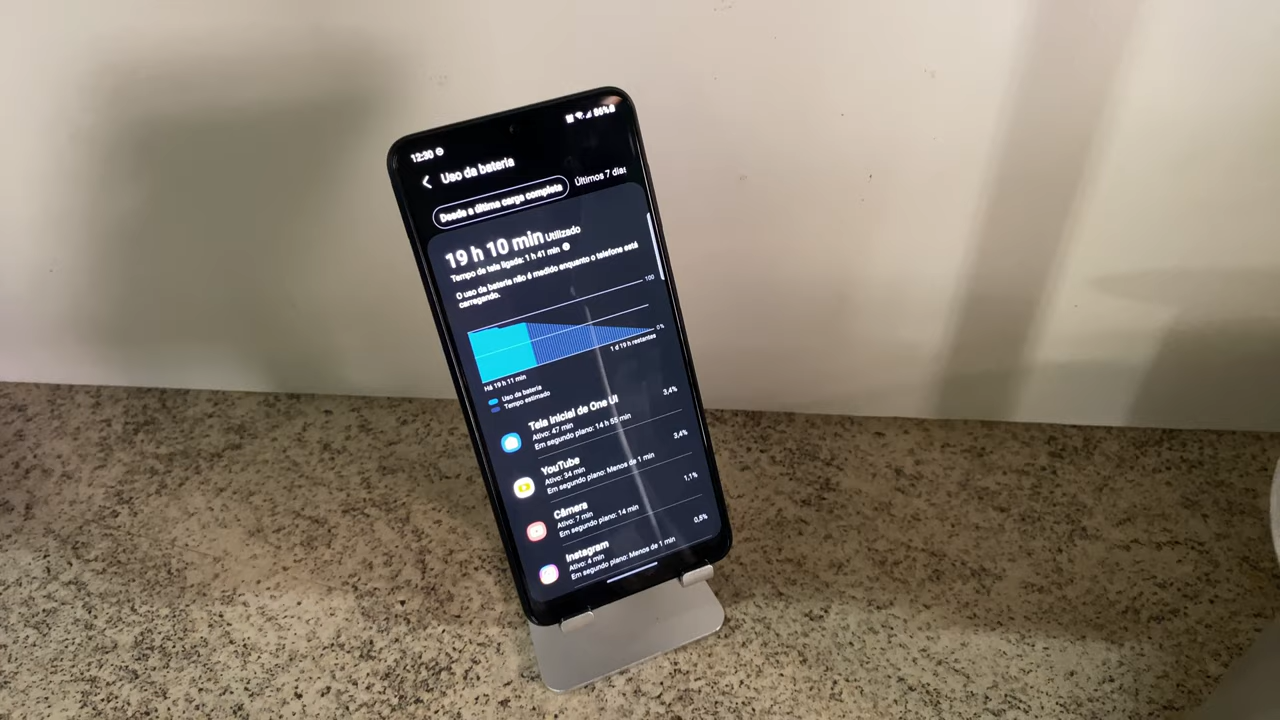 12:30
86%
Uso da bateria
Desde a última carga completa
Últimos 7 dias
19 h 10 min Utilizado
Tempo de tela ligada: 1 h 41 min
O uso da bateria não é medido enquanto o telefone está
carregando.
100
0%
Há 19 h 11 min
1 d 19 h restantes
Uso da bateria
Tempo estimado
Tela inicial de One UI
3,4%
Ativo: 47 min
Em segundo plano: 14 h 55 min
YouTube
3,4%
Ativo: 34 min
Em segundo plano: Menos de 1 min
Câmera
1,1%
Ativo: 7 min
Em segundo plano: 14 min
Instagram
0,5%
Ativo: 4 min
Em segundo plano: Menos de 1 min